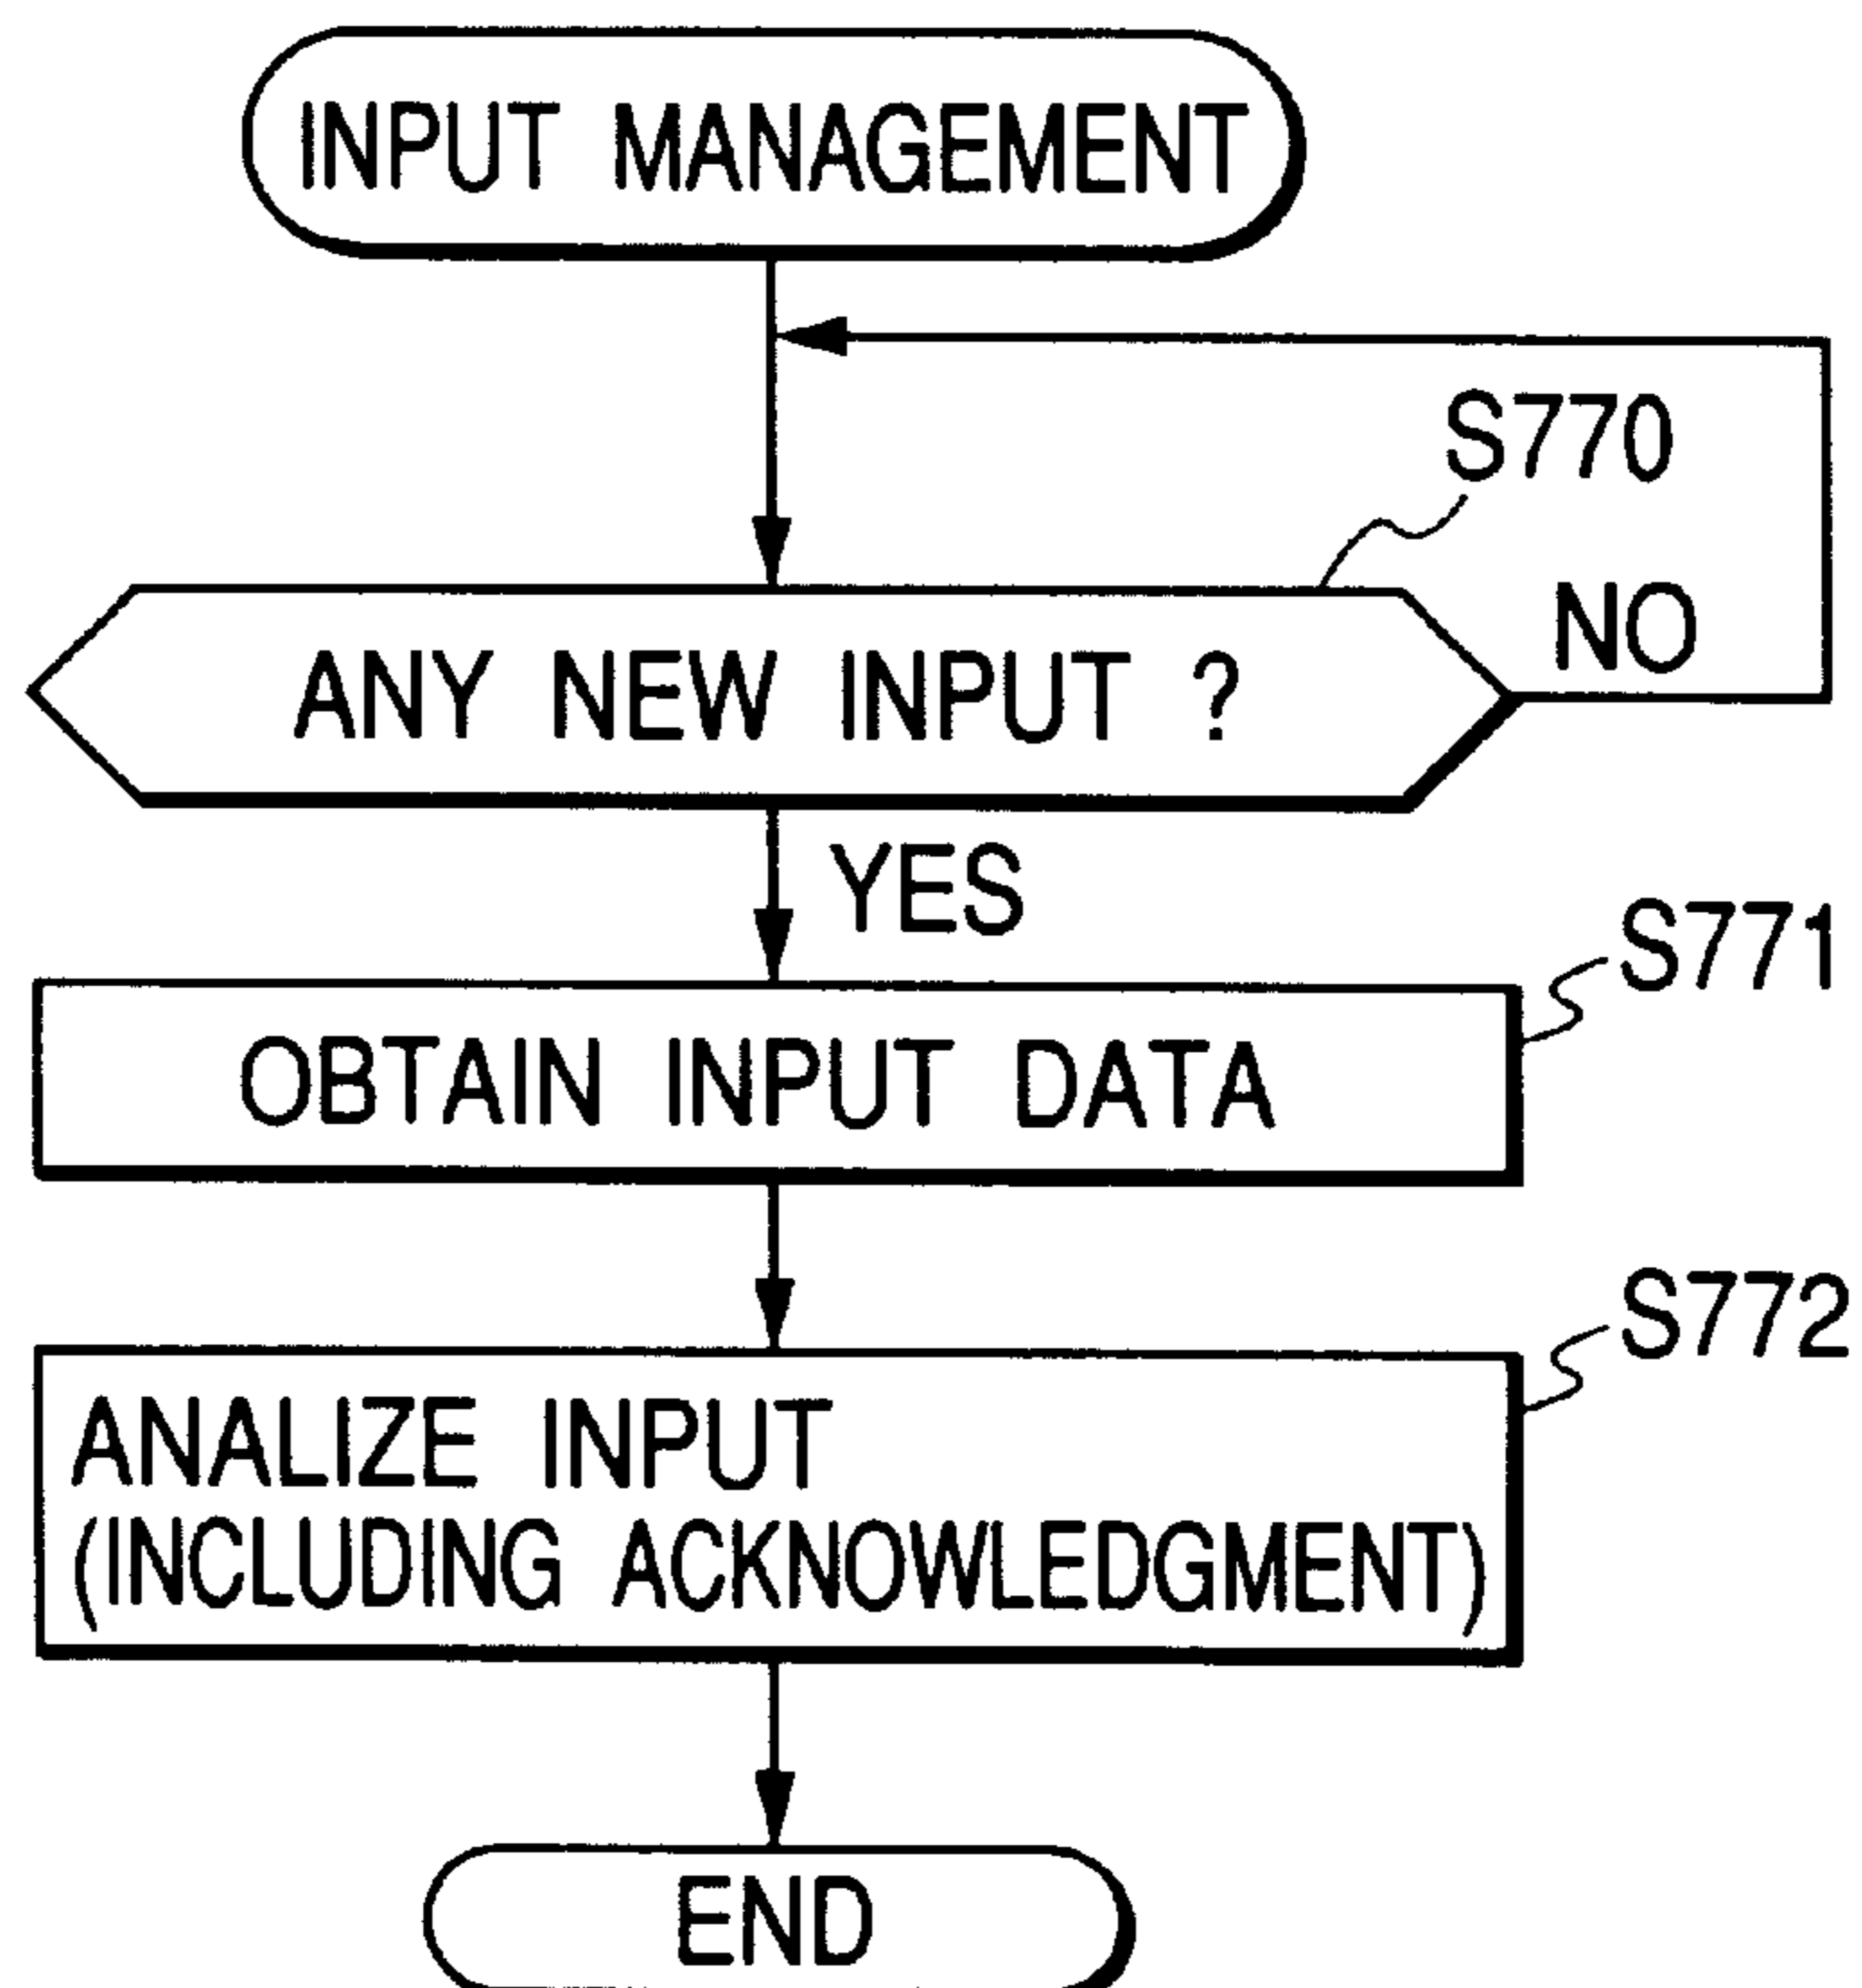 INPUT MANAGEMENT
S770
ANY NEW INPUT ?
NO
YES
S771
OBTAIN INPUT DATA
S772
ANALIZE INPUT
(INCLUDING ACKNOWLEDGMENT)
END